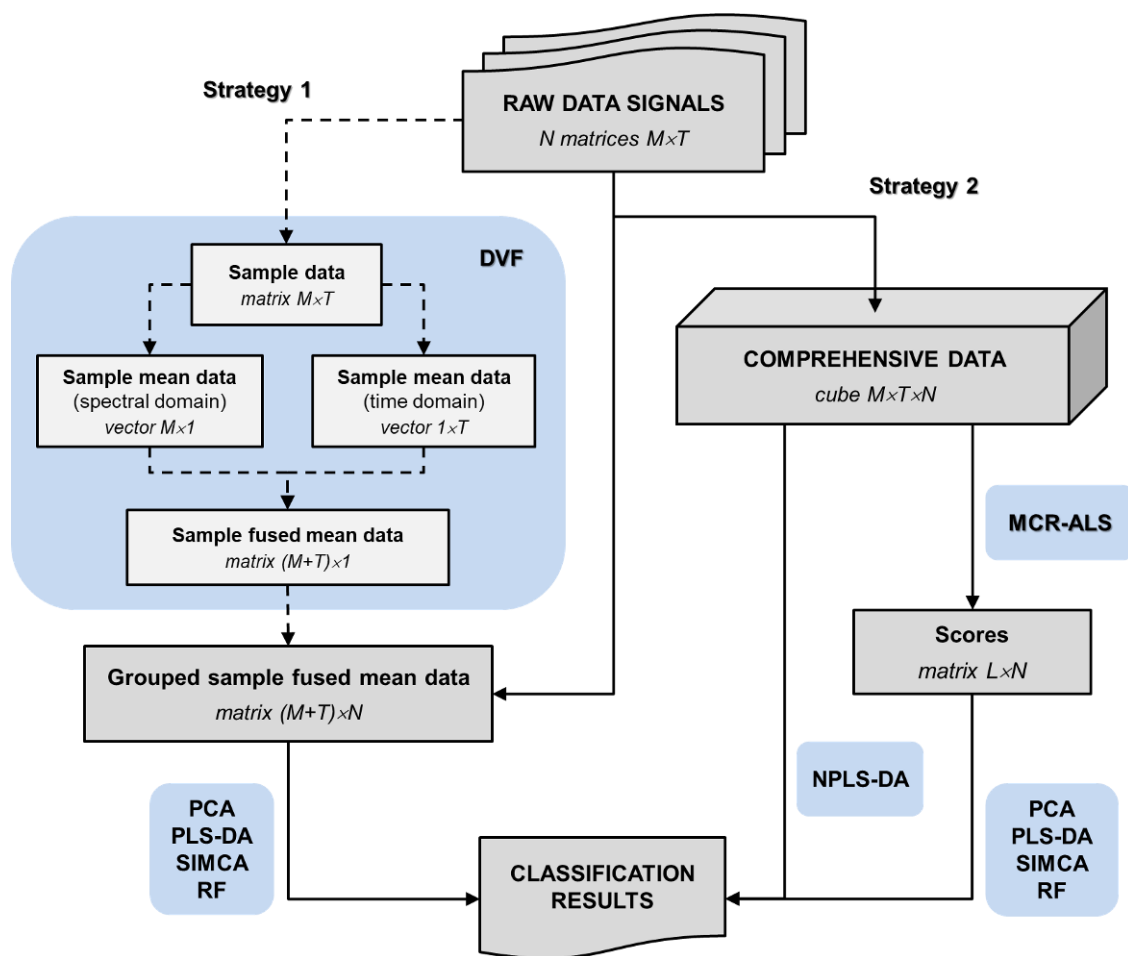 RAW DATA SIGNALS
N matrices M×T
Strategy 1
Strategy 2
DVF
Sample data
matrix M×T
Sample mean data
(spectral domain)
vector M×1
Sample mean data
(time domain)
vector 1×T
Sample fused mean data
matrix (M+T)×1
Grouped sample fused mean data
matrix (M+T)×N
COMPREHENSIVE DATA
cube M×T×N
MCR-ALS
Scores
matrix L×N
NPLS-DA
PCA
PLS-DA
SIMCA
RF
PCA
PLS-DA
SIMCA
RF
CLASSIFICATION
RESULTS